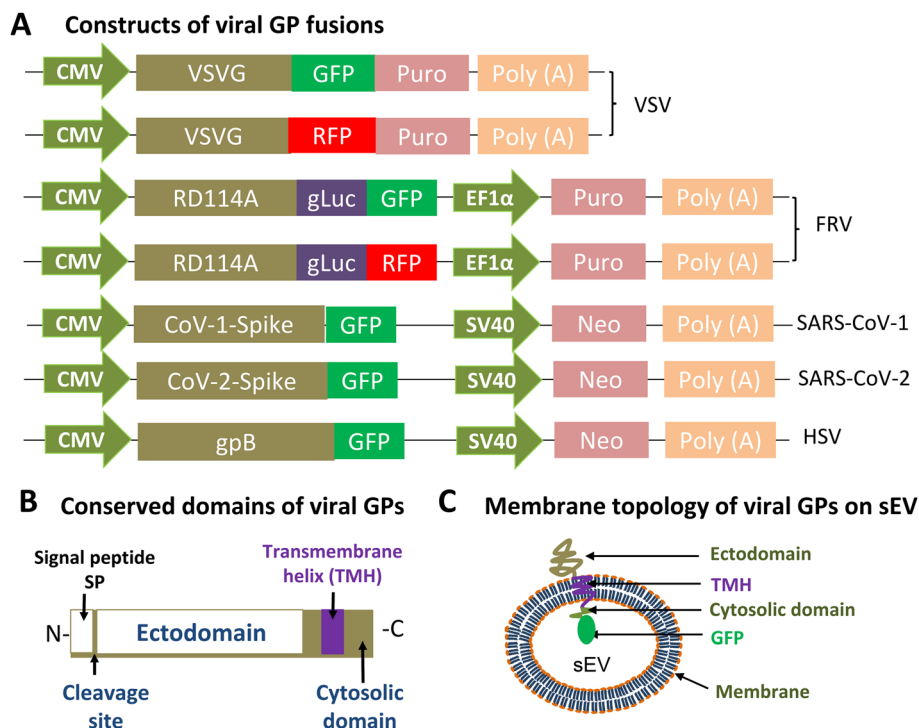 A Constructs of viral GP fusions
CMV VSVG GFP Puro Poly (A)
VSV
CMV VSVG RFP Puro Poly (A)
CMV RD114A gLuc GFP EF1α Puro Poly (A)
FRV
CMV RD114A gLuc RFP EF1α Puro Poly (A)
CMV CoV-1-Spike GFP SV40 Neo Poly (A) SARS-CoV-1
CMV CoV-2-Spike GFP SV40 Neo Poly (A) SARS-CoV-2
CMV gpB GFP SV40 Neo Poly (A) HSV
B Conserved domains of viral GPs
Signal peptide
SP
Transmembrane
helix (TMH)
N- Ectodomain -C
Cleavage
site
Cytosolic
domain
C Membrane topology of viral GPs on sEV
Ectodomain
TMH
Cytosolic domain
GFP
sEV
Membrane